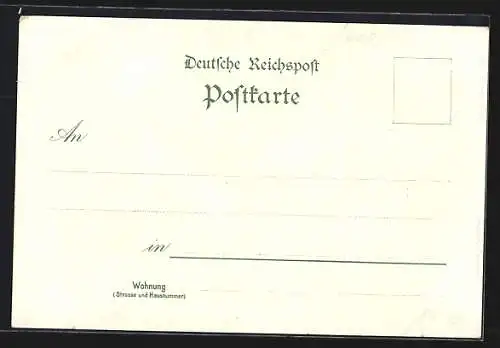 Deutſche Reichspoſt
Poſtkarte
An
in
Wohnung
(Strasse und Hausnummer)